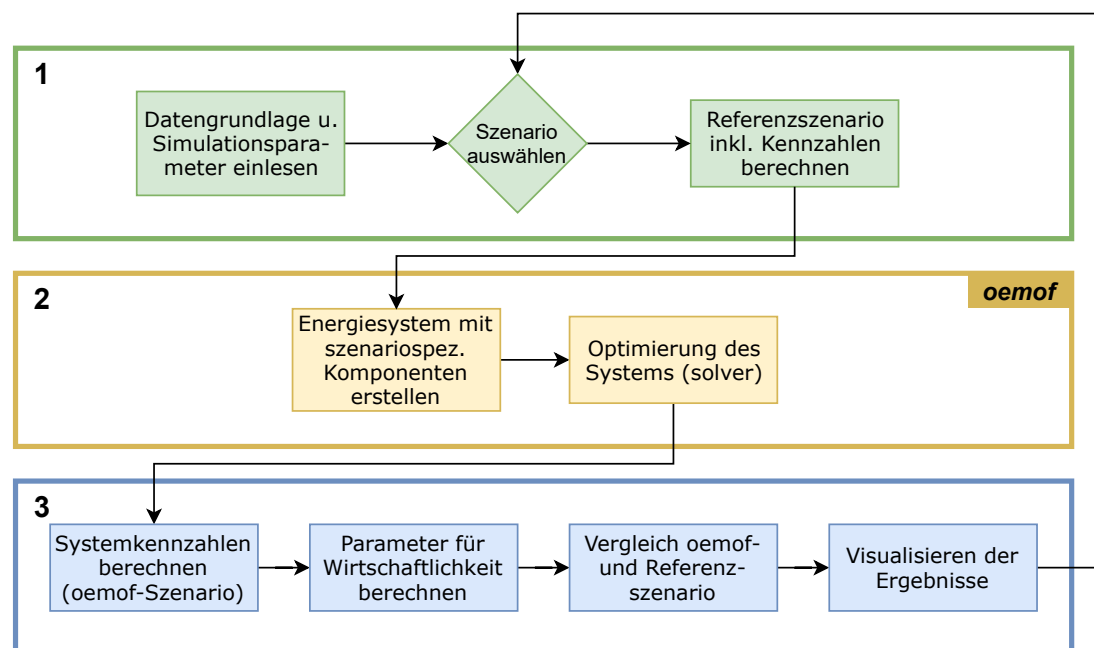 1
Datengrundlage u.
Simulationspara-
meter einlesen
Szenario
auswählen
Referenzszenario
inkl. Kennzahlen
berechnen
2
oemof
Energiesystem mit
szenariospez.
Komponenten
erstellen
Optimierung des
Systems (solver)
3
Systemkennzahlen
berechnen
(oemof-Szenario)
Parameter für
Wirtschaftlichkeit
berechnen
Vergleich oemof-
und Referenz-
szenario
Visualisieren der
Ergebnisse